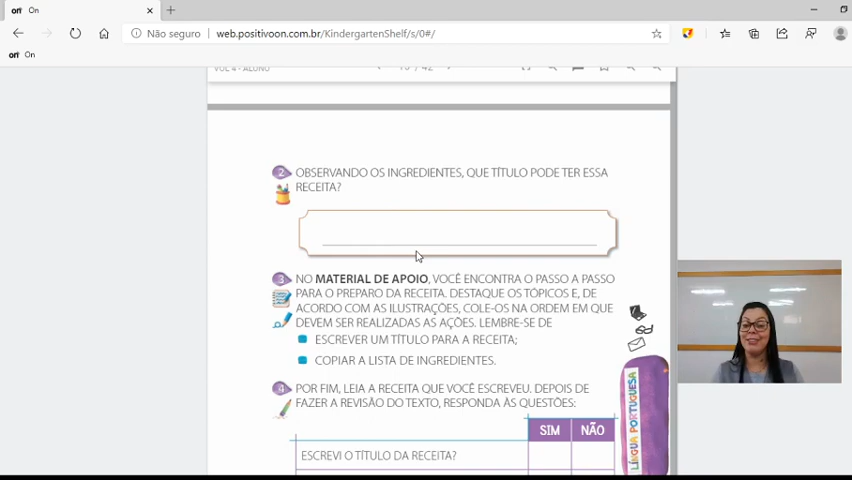 On
Não seguro
web.positivoon.com.br/KindergartenShelf/s/0#/
On
VOL 4 - ALUNO
2 OBSERVANDO OS INGREDIENTES, QUE TÍTULO PODE TER ESSA
RECEITA?
3 NO MATERIAL DE APOIO, VOCÊ ENCONTRA O PASSO A PASSO
PARA O PREPARO DA RECEITA. DESTAQUE OS TÓPICOS E, DE
ACORDO COM AS ILUSTRAÇÕES, COLE-OS NA ORDEM EM QUE
DEVEM SER REALIZADAS AS AÇÕES. LEMBRE-SE DE
ESCREVER UM TÍTULO PARA A RECEITA;
COPIAR A LISTA DE INGREDIENTES.
4 POR FIM, LEIA A RECEITA QUE VOCÊ ESCREVEU. DEPOIS DE
FAZER A REVISÃO DO TEXTO, RESPONDA ÀS QUESTÕES:
SIM NÃO
ESCREVI O TÍTULO DA RECEITA?
LÍNGUA PORTUGUESA